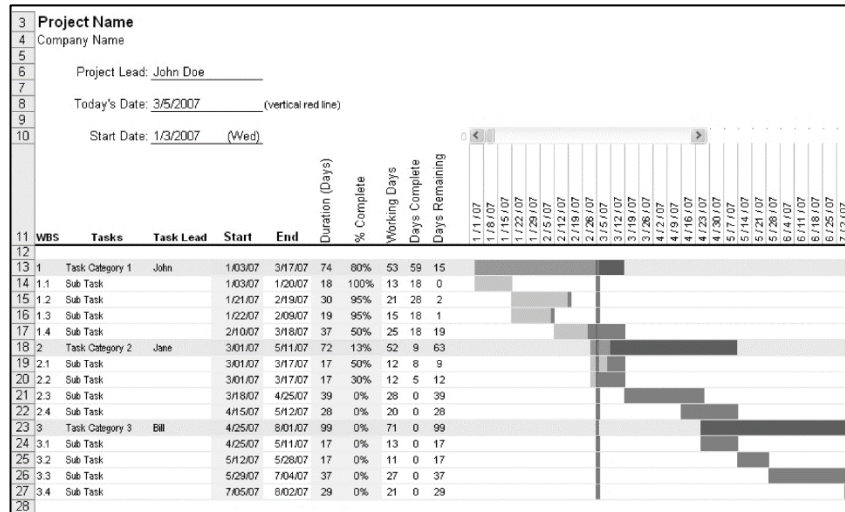 3 Project Name
4 Company Name
5
6 Project Lead: John Doe
7
8 Today's Date: 3/5/2007 (vertical red line)
9
10 Start Date: 1/3/2007 (Wed) 0
11 WBS Tasks Task Lead Start End Duration (Days) % Complete Working Days Days Complete Days Remaining 1/1/07 1/8/07 1/15/07 1/22/07 1/29/07 2/5/07 2/12/07 2/19/07 2/26/07 3/5/07 3/12/07 3/19/07 3/26/07 4/2/07 4/9/07 4/16/07 4/23/07 4/30/07 5/7/07 5/14/07 5/21/07 5/28/07 6/4/07 6/11/07 6/18/07 6/25/07
12
13 1 Task Category 1 John 1/03/07 3/17/07 74 80% 53 59 15
14 1.1 Sub Task 1/03/07 1/20/07 18 100% 13 18 0
15 1.2 Sub Task 1/21/07 2/19/07 30 95% 21 28 2
16 1.3 Sub Task 1/22/07 2/09/07 19 95% 15 18 1
17 1.4 Sub Task 2/10/07 3/18/07 37 50% 25 18 19
18 2 Task Category 2 Jane 3/01/07 5/11/07 72 13% 52 9 63
19 2.1 Sub Task 3/01/07 3/17/07 17 50% 12 8 9
20 2.2 Sub Task 3/01/07 3/17/07 17 30% 12 5 12
21 2.3 Sub Task 3/18/07 4/25/07 39 0% 28 0 39
22 2.4 Sub Task 4/15/07 5/12/07 28 0% 20 0 28
23 3 Task Category 3 Bill 4/25/07 8/01/07 99 0% 71 0 99
24 3.1 Sub Task 4/25/07 5/11/07 17 0% 13 0 17
25 3.2 Sub Task 5/12/07 5/28/07 17 0% 11 0 17
26 3.3 Sub Task 5/29/07 7/04/07 37 0% 27 0 37
27 3.4 Sub Task 7/05/07 8/02/07 29 0% 21 0 29
28